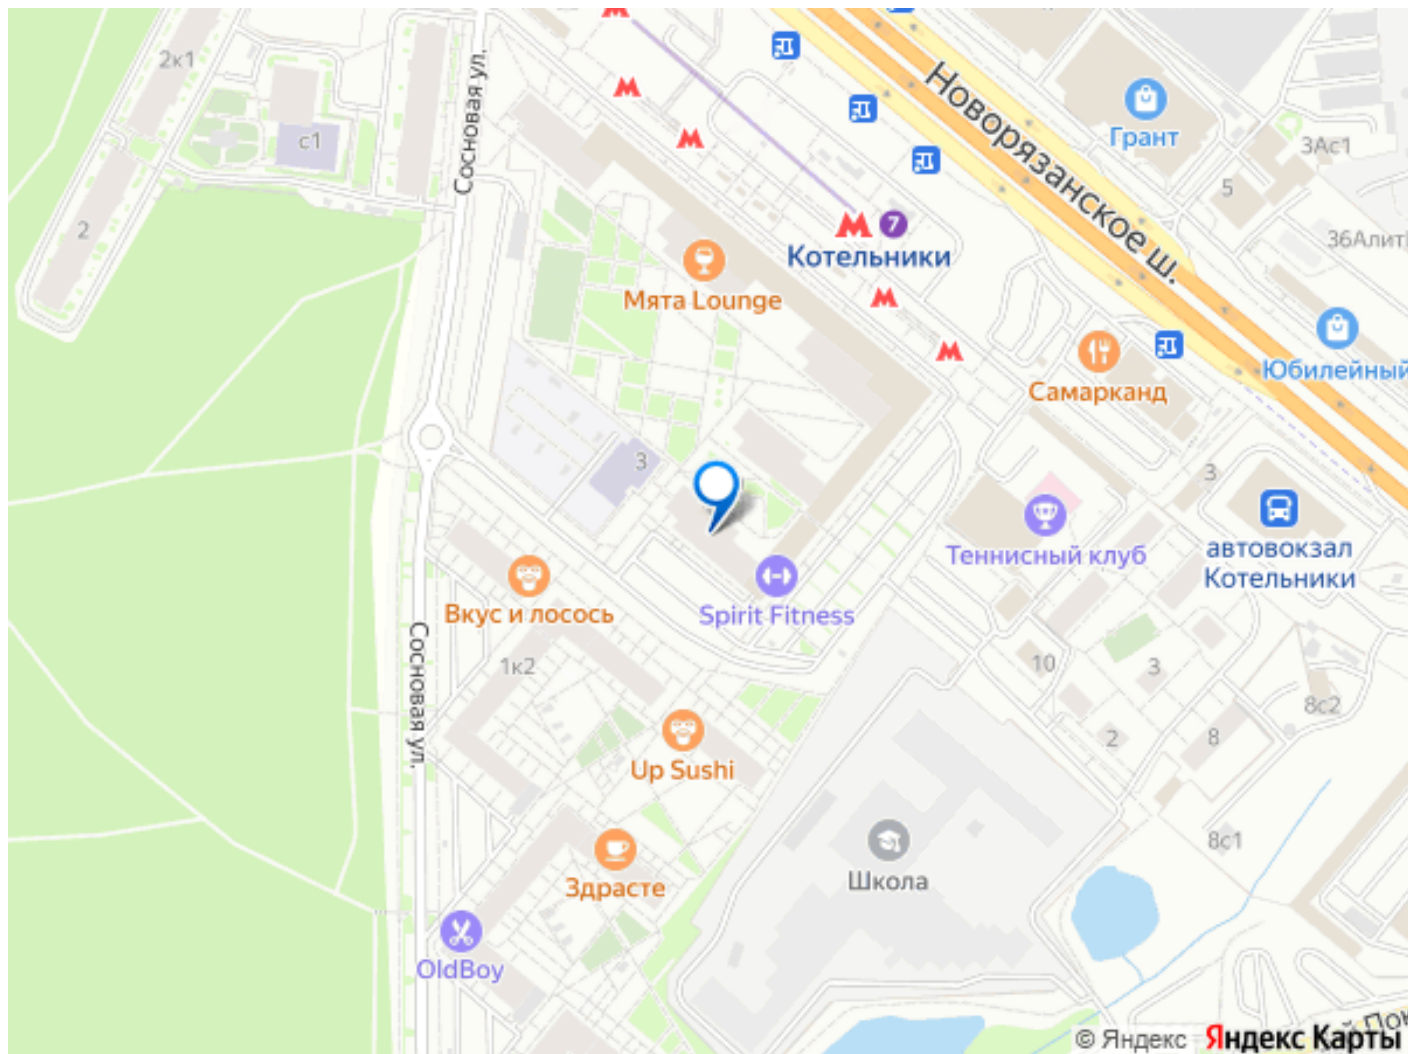 2к1
Сосновая ул.
с1
2
Новорязанское ш.
Грант
3Ас1
5
36Алит
7
Котельники
Мята Lounge
Юбилейный
Самарканд
3
3
Теннисный клуб
автовокзал
Котельники
Вкус и лосось
Spirit Fitness
Сосновая ул.
1к2
10
3
8с2
2
8
Up Sushi
8с1
Здрасте
Школа
OldBoy
© Яндекс Яндекс Карты